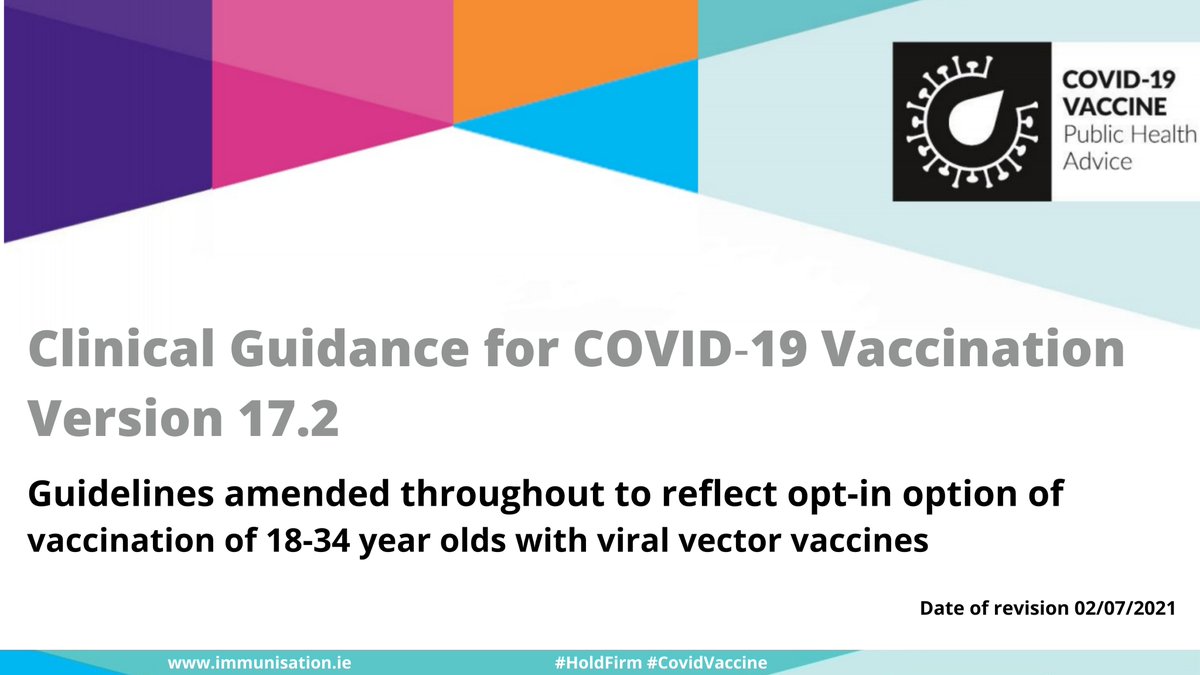 COVID-19
VACCINE
Public Health
Advice
Clinical Guidance for COVID-19 Vaccination
Version 17.2
Guidelines amended throughout to reflect opt-in option of
vaccination of 18-34 year olds with viral vector vaccines
Date of revision 02/07/2021
www.immunisation.ie #HoldFirm #CovidVaccine